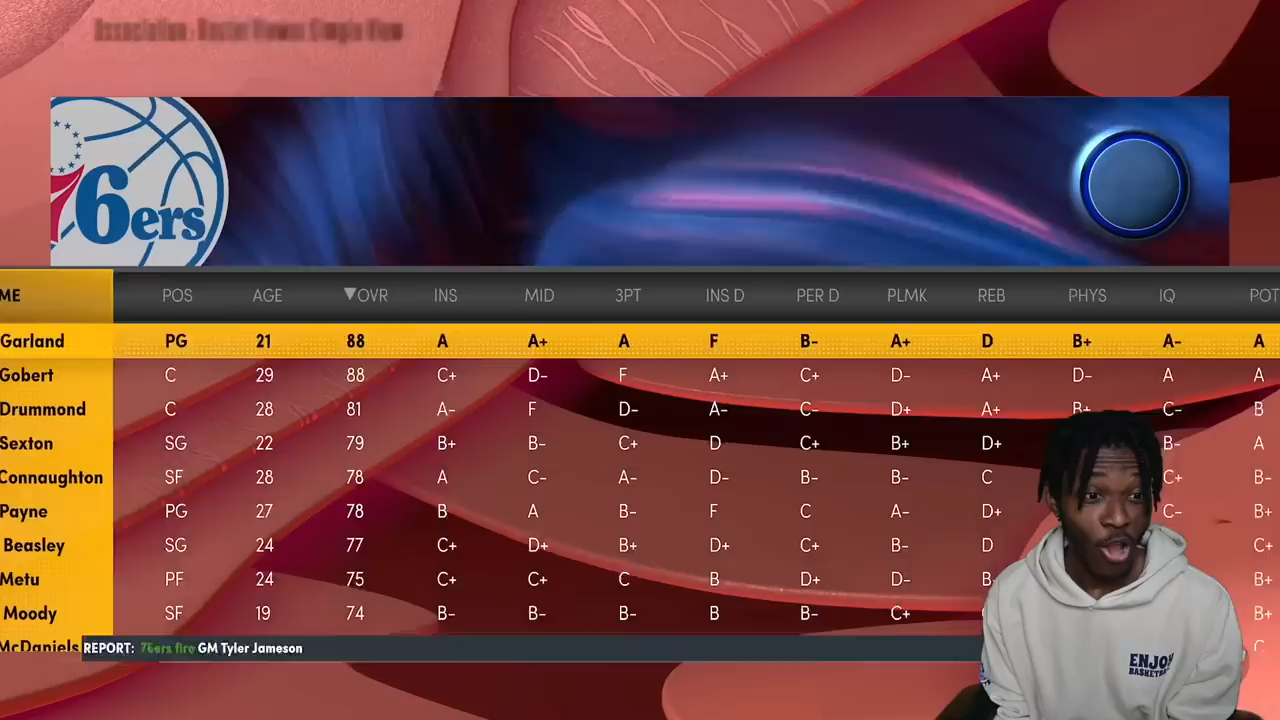 76ers
ME POS AGE ▼OVR INS MID 3PT INS D PER D PLMK REB PHYS IQ POT
Garland PG 21 88 A A+ A F B- A+ D B+ A- A
Gobert C 29 88 C+ D- F A+ C+ D- A+ D- A A
Drummond C 28 81 A- F D- A- C- D+ A+ B+ C- B
Sexton SG 22 79 B+ B- C+ D C+ B+ D+ B- A
Connaughton SF 28 78 A C- A- D- B- B- C C+ B-
Payne PG 27 78 B A B- F C A- D+ C- B+
Beasley SG 24 77 C+ D+ B+ D+ C+ B- D C+
Metu PF 24 75 C+ C+ C B D+ D- B- B+
Moody SF 19 74 B- B- B- B B- C+ B+
McDaniels
REPORT: 76ers fire GM Tyler Jameson
ENJOY
BASKETBALL